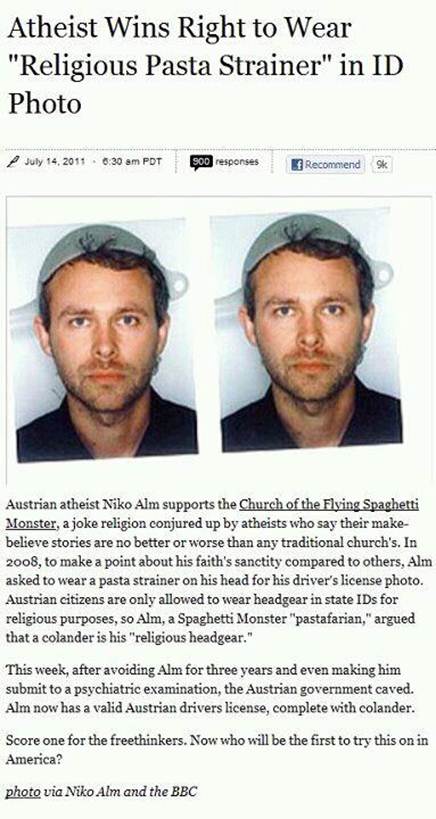 Atheist Wins Right to Wear
"Religious Pasta Strainer" in ID
Photo
July 14, 2011 · 6:30 am PDT 900 responses Recommend 9k
Austrian atheist Niko Alm supports the Church of the Flying Spaghetti
Monster, a joke religion conjured up by atheists who say their make-
believe stories are no better or worse than any traditional church's. In
2008, to make a point about his faith's sanctity compared to others, Alm
asked to wear a pasta strainer on his head for his driver's license photo.
Austrian citizens are only allowed to wear headgear in state IDs for
religious purposes, so Alm, a Spaghetti Monster "pastafarian," argued
that a colander is his "religious headgear."
This week, after avoiding Alm for three years and even making him
submit to a psychiatric examination, the Austrian government caved.
Alm now has a valid Austrian drivers license, complete with colander.
Score one for the freethinkers. Now who will be the first to try this on in
America?
photo via Niko Alm and the BBC